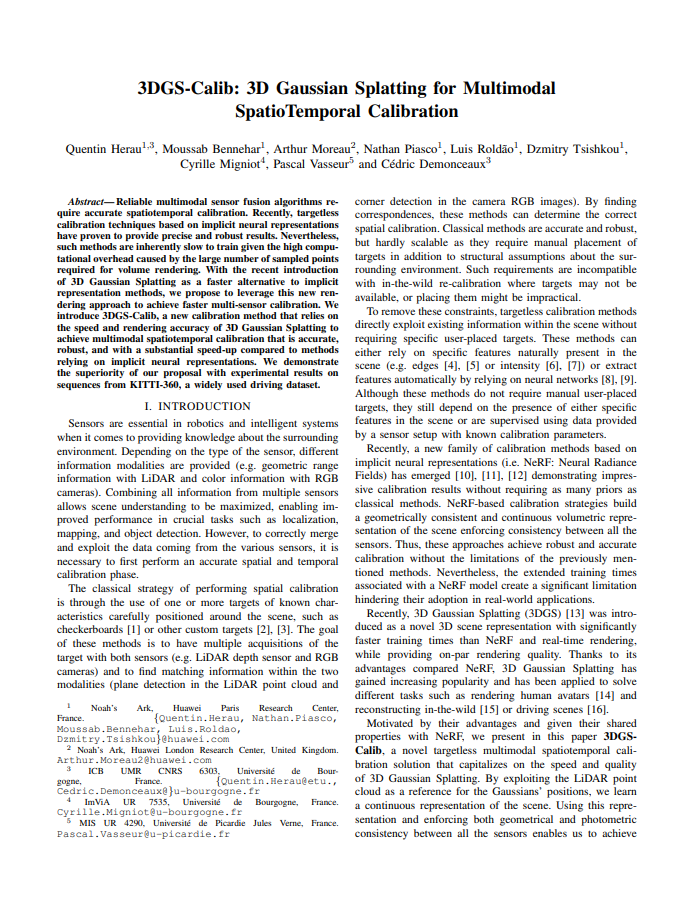 3DGS-Calib: 3D Gaussian Splatting for Multimodal
SpatioTemporal Calibration
Quentin Herau1,3, Moussab Bennehar1, Arthur Moreau2, Nathan Piasco1, Luis Roldão1, Dzmitry Tsishkou1,
Cyrille Migniot4, Pascal Vasseur5 and Cédric Demonceaux3
Abstract— Reliable multimodal sensor fusion algorithms re-
quire accurate spatiotemporal calibration. Recently, targetless
calibration techniques based on implicit neural representations
have proven to provide precise and robust results. Nevertheless,
such methods are inherently slow to train given the high compu-
tational overhead caused by the large number of sampled points
required for volume rendering. With the recent introduction
of 3D Gaussian Splatting as a faster alternative to implicit
representation methods, we propose to leverage this new ren-
dering approach to achieve faster multi-sensor calibration. We
introduce 3DGS-Calib, a new calibration method that relies on
the speed and rendering accuracy of 3D Gaussian Splatting to
achieve multimodal spatiotemporal calibration that is accurate,
robust, and with a substantial speed-up compared to methods
relying on implicit neural representations. We demonstrate
the superiority of our proposal with experimental results on
sequences from KITTI-360, a widely used driving dataset.
I. INTRODUCTION
Sensors are essential in robotics and intelligent systems
when it comes to providing knowledge about the surrounding
environment. Depending on the type of the sensor, different
information modalities are provided (e.g. geometric range
information with LiDAR and color information with RGB
cameras). Combining all information from multiple sensors
allows scene understanding to be maximized, enabling im-
proved performance in crucial tasks such as localization,
mapping, and object detection. However, to correctly merge
and exploit the data coming from the various sensors, it is
necessary to first perform an accurate spatial and temporal
calibration phase.
The classical strategy of performing spatial calibration
is through the use of one or more targets of known char-
acteristics carefully positioned around the scene, such as
checkerboards [1] or other custom targets [2], [3]. The goal
of these methods is to have multiple acquisitions of the
target with both sensors (e.g. LiDAR depth sensor and RGB
cameras) and to find matching information within the two
modalities (plane detection in the LiDAR point cloud and
1 Noah's Ark, Huawei Paris Research Center,
France. {Quentin.Herau, Nathan.Piasco,
Moussab.Bennehar, Luis.Roldao,
Dzmitry.Tsishkou}@huawei.com
2 Noah's Ark, Huawei London Research Center, United Kingdom.
Arthur.Moreau2@huawei.com
3 ICB UMR CNRS 6303, Université de Bour-
gogne, France. {Quentin.Herau@etu.,
Cedric.Demonceaux@}u-bourgogne.fr
4 ImViA UR 7535, Université de Bourgogne, France.
Cyrille.Migniot@u-bourgogne.fr
5 MIS UR 4290, Université de Picardie Jules Verne, France.
Pascal.Vasseur@u-picardie.fr
corner detection in the camera RGB images). By finding
correspondences, these methods can determine the correct
spatial calibration. Classical methods are accurate and robust,
but hardly scalable as they require manual placement of
targets in addition to structural assumptions about the sur-
rounding environment. Such requirements are incompatible
with in-the-wild re-calibration where targets may not be
available, or placing them might be impractical.
To remove these constraints, targetless calibration methods
directly exploit existing information within the scene without
requiring specific user-placed targets. These methods can
either rely on specific features naturally present in the
scene (e.g. edges [4], [5] or intensity [6], [7]) or extract
features automatically by relying on neural networks [8], [9].
Although these methods do not require manual user-placed
targets, they still depend on the presence of either specific
features in the scene or are supervised using data provided
by a sensor setup with known calibration parameters.
Recently, a new family of calibration methods based on
implicit neural representations (i.e. NeRF: Neural Radiance
Fields) has emerged [10], [11], [12] demonstrating impres-
sive calibration results without requiring as many priors as
classical methods. NeRF-based calibration strategies build
a geometrically consistent and continuous volumetric repre-
sentation of the scene enforcing consistency between all the
sensors. Thus, these approaches achieve robust and accurate
calibration without the limitations of the previously men-
tioned methods. Nevertheless, the extended training times
associated with a NeRF model create a significant limitation
hindering their adoption in real-world applications.
Recently, 3D Gaussian Splatting (3DGS) [13] was intro-
duced as a novel 3D scene representation with significantly
faster training times than NeRF and real-time rendering,
while providing on-par rendering quality. Thanks to its
advantages compared NeRF, 3D Gaussian Splatting has
gained increasing popularity and has been applied to solve
different tasks such as rendering human avatars [14] and
reconstructing in-the-wild [15] or driving scenes [16].
Motivated by their advantages and given their shared
properties with NeRF, we present in this paper 3DGS-
Calib, a novel targetless multimodal spatiotemporal cali-
bration solution that capitalizes on the speed and quality
of 3D Gaussian Splatting. By exploiting the LiDAR point
cloud as a reference for the Gaussians' positions, we learn
a continuous representation of the scene. Using this repre-
sentation and enforcing both geometrical and photometric
consistency between all the sensors enables us to achieve